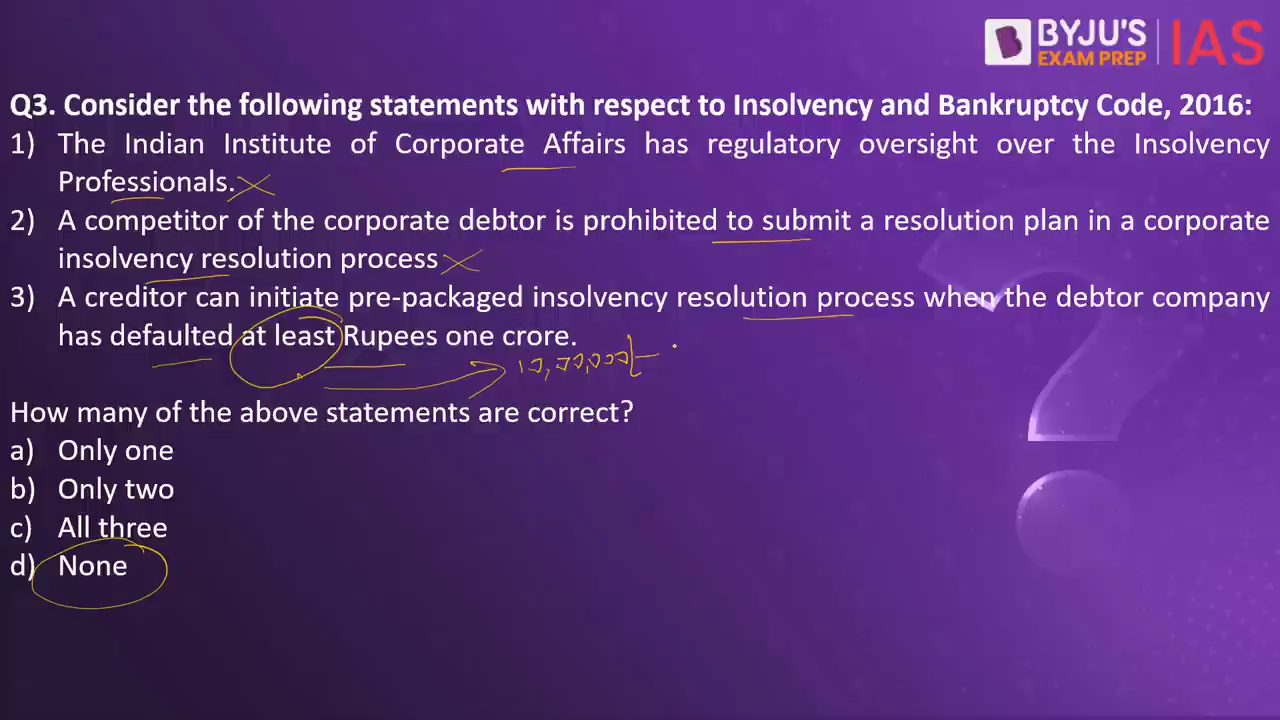 BYJU'S
EXAM PREP
IAS
Q3. Consider the following statements with respect to Insolvency and Bankruptcy Code, 2016:
1) The Indian Institute of Corporate Affairs has regulatory oversight over the Insolvency
Professionals.
2) A competitor of the corporate debtor is prohibited to submit a resolution plan in a corporate
insolvency resolution process
3) A creditor can initiate pre-packaged insolvency resolution process when the debtor company
has defaulted at least Rupees one crore.
10,00,000/-
How many of the above statements are correct?
a) Only one
b) Only two
c) All three
d) None